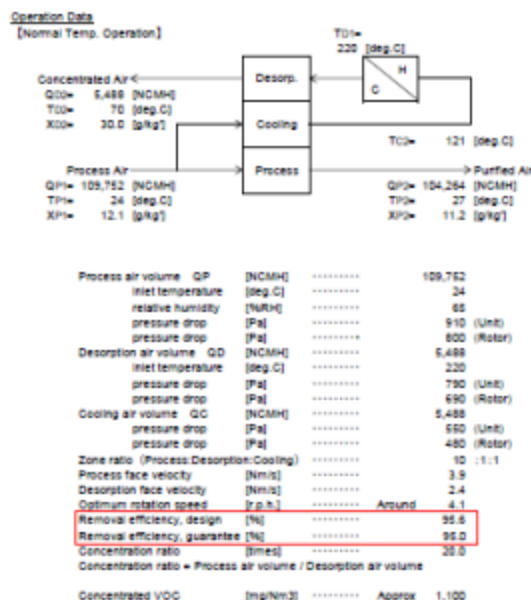 Operation Data
【Normal Temp. Operation】
TD1=
220 [deg.C]
Desorp.
H
C
Concentrated Air
QD2= 5,488 [NCMH]
TD2= 70 [deg.C]
XD2= 30.0 [g/kg']
Cooling
TC2= 121 [deg.C]
Process Air
Process
Purified Air
QP1= 109,752 [NCMH]
TP1= 24 [deg.C]
XP1= 12.1 [g/kg']
QP2= 104,264 [NCMH]
TP2= 27 [deg.C]
XP2= 11.2 [g/kg']
Process air volume QP [NCMH] ········· 109,752
inlet temperature [deg.C] ········· 24
relative humidity [%RH] ········· 65
pressure drop [Pa] ········· 910 (Unit)
pressure drop [Pa] ········· 800 (Rotor)
Desorption air volume QD [NCMH] ········· 5,488
inlet temperature [deg.C] ········· 220
pressure drop [Pa] ········· 790 (Unit)
pressure drop [Pa] ········· 690 (Rotor)
Cooling air volume QC [NCMH] ········· 5,488
pressure drop [Pa] ········· 550 (Unit)
pressure drop [Pa] ········· 480 (Rotor)
Zone ratio (Process:Desorption:Cooling) ········· 10 :1:1
Process face velocity [Nm/s] ········· 3.9
Desorption face velocity [Nm/s] ········· 2.4
Optimum rotation speed [r.p.h.] ········· Around 4.1
Removal efficiency, design [%] ········· 95.6
Removal efficiency, guarantee [%] ········· 95.0
Concentration ratio [times] ········· 20.0
Concentration ratio = Process air volume / Desorption air volume
Concentrated VOC [mg/Nm3] ········· Approx 1,100